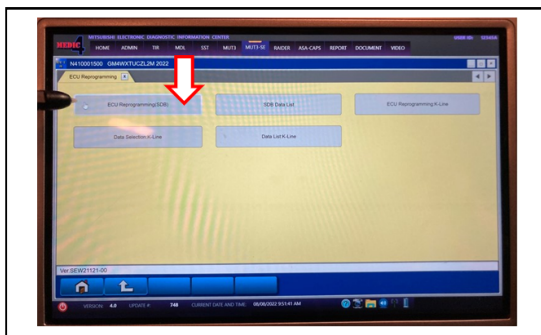 MITSUBISHI ELECTRONIC DIAGNOSTIC INFORMATION CENTER
MEDIC 4
HOME ADMIN TIR MDL SST MUT3 MUT3-SE RAIDER ASA-CAPS REPORT DOCUMENT VIDEO
N410001500 GM4WXTUCZL2M 2022
ECU Reprogramming
ECU Reprogramming(SDB) SDB Data List ECU Reprogramming K-Line
Data Selection K-Line Data List K-Line
Ver.SEW21121-00
VERSION: 4.0 UPDATE #: 748 CURRENT DATE AND TIME: 08/08/2022 9:51:41 AM